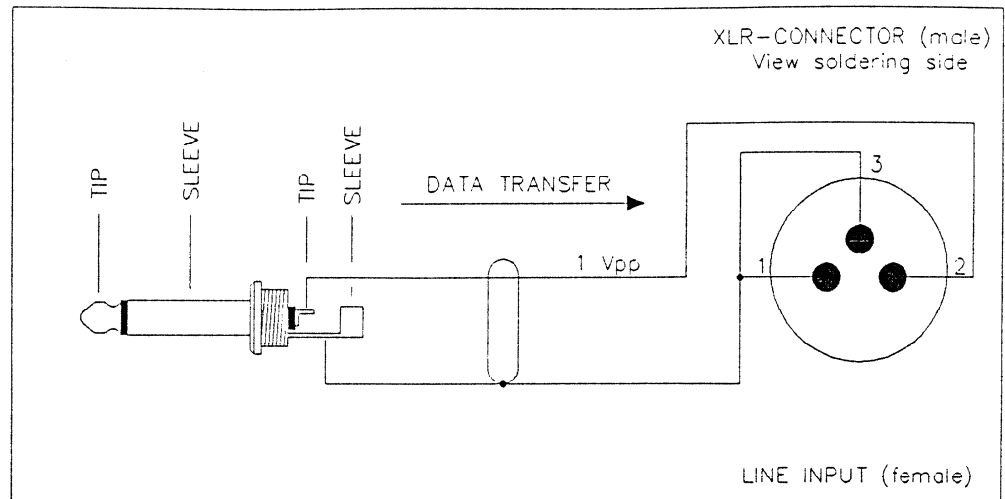 XLR-CONNECTOR (male)
View soldering side
TIP
SLEEVE
TIP
SLEEVE
DATA TRANSFER
3
1 Vpp
1
2
LINE INPUT (female)